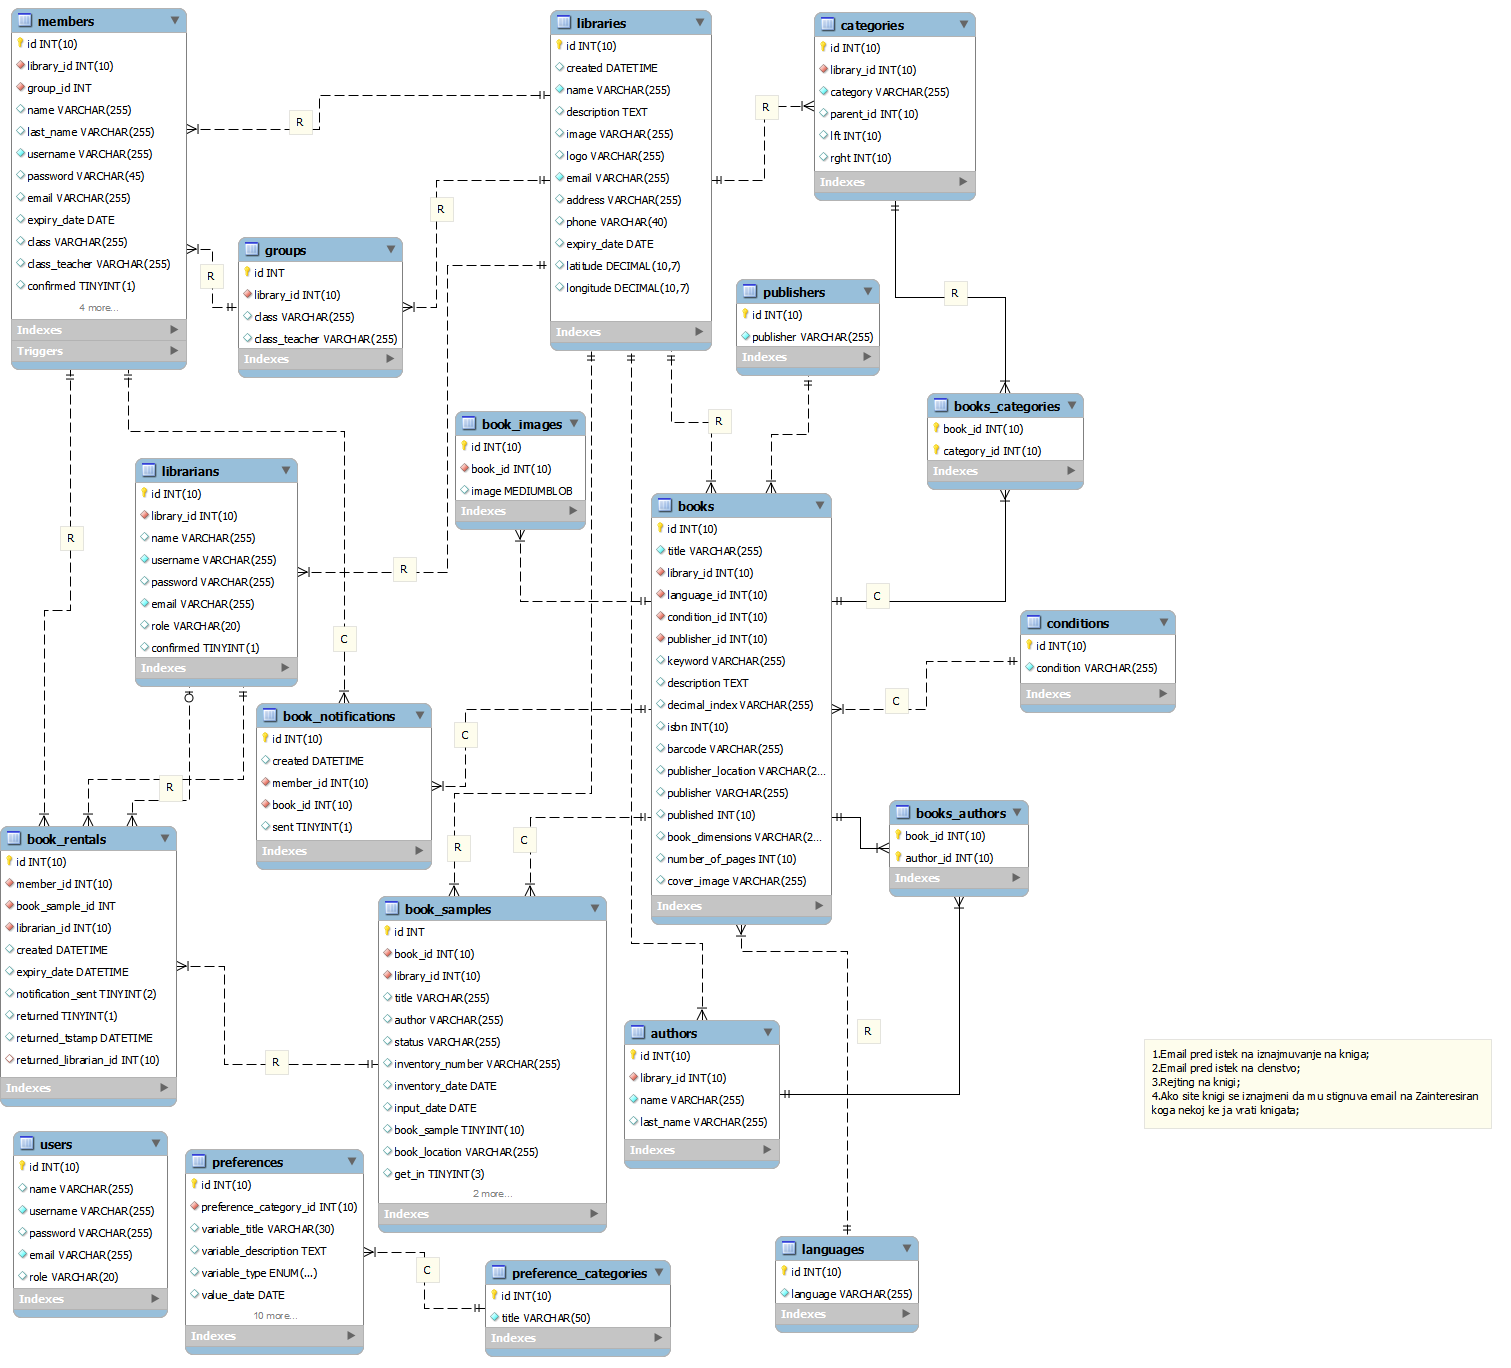 members
id INT(10)
library_id INT(10)
group_id INT
name VARCHAR(255)
last_name VARCHAR(255)
username VARCHAR(255)
password VARCHAR(45)
email VARCHAR(255)
expiry_date DATE
class VARCHAR(255)
class_teacher VARCHAR(255)
confirmed TINYINT(1)
4 more...
Indexes
Triggers
libraries
id INT(10)
created DATETIME
name VARCHAR(255)
description TEXT
image VARCHAR(255)
logo VARCHAR(255)
email VARCHAR(255)
address VARCHAR(255)
phone VARCHAR(40)
expiry_date DATE
latitude DECIMAL(10,7)
longitude DECIMAL(10,7)
Indexes
categories
id INT(10)
library_id INT(10)
category VARCHAR(255)
parent_id INT(10)
lft INT(10)
rght INT(10)
Indexes
R
R
R
R
groups
id INT
library_id INT(10)
class VARCHAR(255)
class_teacher VARCHAR(255)
Indexes
publishers
id INT(10)
publisher VARCHAR(255)
Indexes
R
books_categories
book_id INT(10)
category_id INT(10)
Indexes
book_images
id INT(10)
book_id INT(10)
image MEDIUMBLOB
Indexes
R
librarians
id INT(10)
library_id INT(10)
name VARCHAR(255)
username VARCHAR(255)
password VARCHAR(255)
email VARCHAR(255)
role VARCHAR(20)
confirmed TINYINT(1)
Indexes
R
R
C
books
id INT(10)
title VARCHAR(255)
library_id INT(10)
language_id INT(10)
condition_id INT(10)
publisher_id INT(10)
keyword VARCHAR(255)
description TEXT
decimal_index VARCHAR(255)
isbn INT(10)
barcode VARCHAR(255)
publisher_location VARCHAR(2...
publisher VARCHAR(255)
published INT(10)
book_dimensions VARCHAR(2...
number_of_pages INT(10)
cover_image VARCHAR(255)
Indexes
C
conditions
id INT(10)
condition VARCHAR(255)
Indexes
C
book_notifications
id INT(10)
created DATETIME
member_id INT(10)
book_id INT(10)
sent TINYINT(1)
Indexes
C
R
R
C
books_authors
book_id INT(10)
author_id INT(10)
Indexes
book_rentals
id INT(10)
member_id INT(10)
book_sample_id INT
librarian_id INT(10)
created DATETIME
expiry_date DATETIME
notification_sent TINYINT(2)
returned TINYINT(1)
returned_tstamp DATETIME
returned_librarian_id INT(10)
Indexes
R
book_samples
id INT
book_id INT(10)
library_id INT(10)
title VARCHAR(255)
author VARCHAR(255)
status VARCHAR(255)
inventory_number VARCHAR(255)
inventory_date DATE
input_date DATE
book_sample TINYINT(10)
book_location VARCHAR(255)
get_in TINYINT(3)
2 more...
Indexes
authors
id INT(10)
library_id INT(10)
name VARCHAR(255)
last_name VARCHAR(255)
Indexes
R
1.Email pred istek na iznajmuvanje na kniga;
2.Email pred istek na clenstvo;
3.Rejting na knigi;
4.Ako site knigi se iznajmeni da mu stignuva email na Zainteresiran
koga nekoj ke ja vrati knigata;
users
id INT(10)
name VARCHAR(255)
username VARCHAR(255)
password VARCHAR(255)
email VARCHAR(255)
role VARCHAR(20)
Indexes
preferences
id INT(10)
preference_category_id INT(10)
variable_title VARCHAR(30)
variable_description TEXT
variable_type ENUM(...)
value_date DATE
10 more...
Indexes
C
preference_categories
id INT(10)
title VARCHAR(50)
Indexes
languages
id INT(10)
language VARCHAR(255)
Indexes